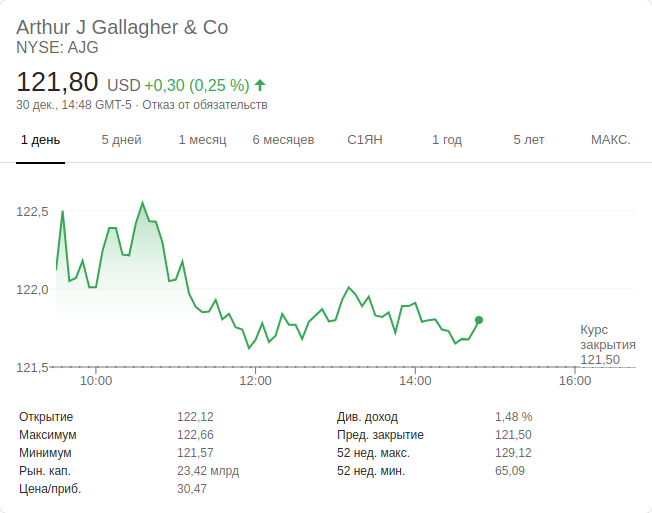 Arthur J Gallagher & Co
NYSE: AJG
121,80 USD +0,30 (0,25 %)
30 дек., 14:48 GMT-5 · Отказ от обязательств
1 день 5 дней 1 месяц 6 месяцев С1ЯН 1 год 5 лет МАКС.
122,5
122,0
Курс
закрытия
121,50
121,5
10:00 12:00 14:00 16:00
Открытие 122,12 Див. доход 1,48 %
Максимум 122,66 Пред. закрытие 121,50
Минимум 121,57 52 нед. макс. 129,12
Рын. кап. 23,42 млрд 52 нед. мин. 65,09
Цена/приб. 30,47